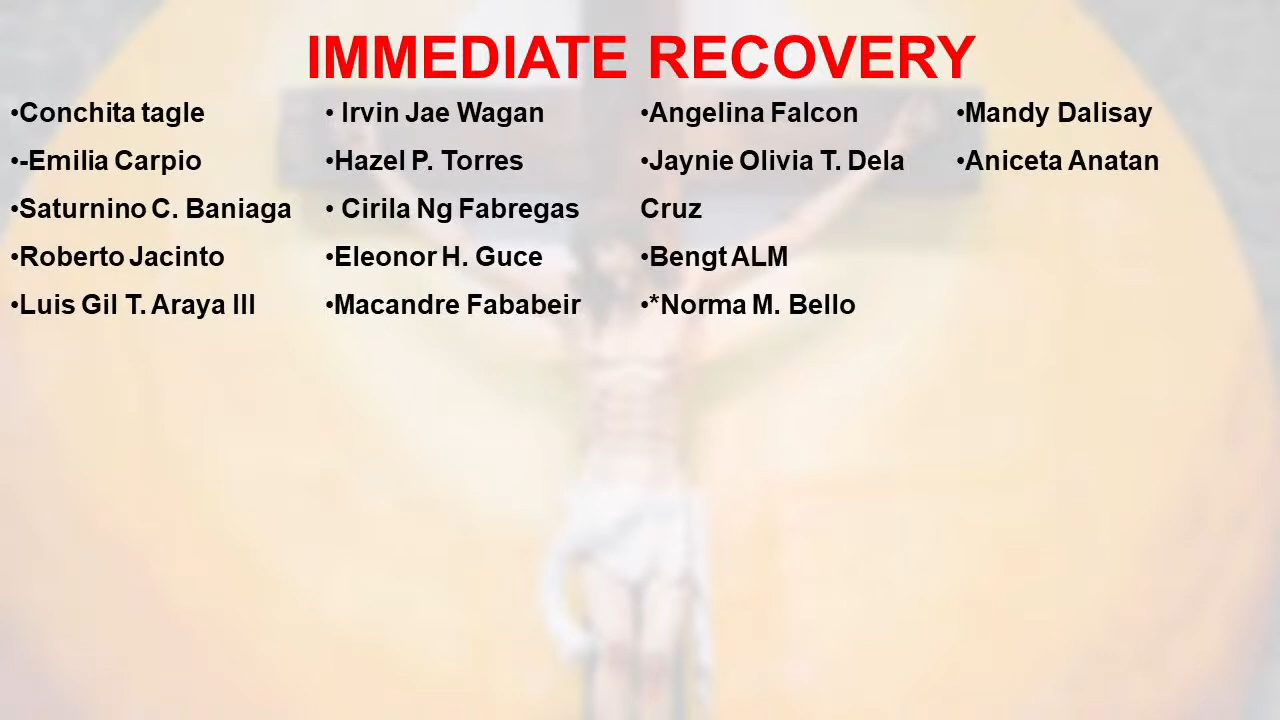 IMMEDIATE RECOVERY
•Conchita tagle
•-Emilia Carpio
•Saturnino C. Baniaga
•Roberto Jacinto
•Luis Gil T. Araya III
• Irvin Jae Wagan
•Hazel P. Torres
• Cirila Ng Fabregas
•Eleonor H. Guce
•Macandre Fababeir
•Angelina Falcon
•Jaynie Olivia T. Dela
Cruz
•Bengt ALM
•*Norma M. Bello
•Mandy Dalisay
•Aniceta Anatan